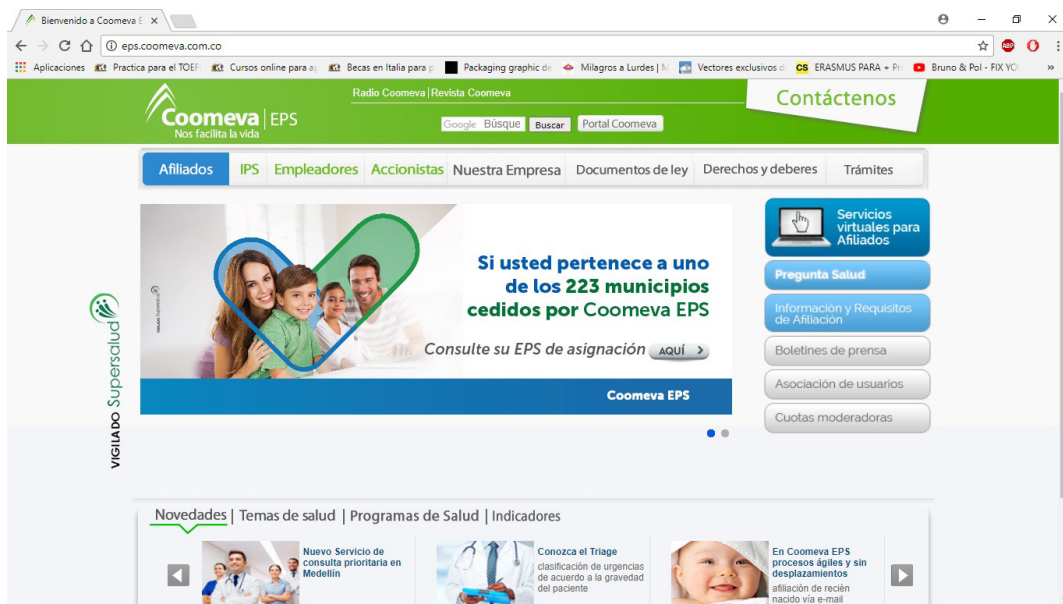 Bienvenido a Coomeva E
eps.coomeva.com.co
Aplicaciones Practica para el TOEF Cursos online para ap Becas en Italia para p Packaging graphic de Milagros a Lurdes | M Vectores exclusivos d CS ERASMUS PARA + Pr Bruno & Pol - FIX YO »
Radio Coomeva | Revista Coomeva
Contáctenos
Coomeva | EPS
Nos facilita la vida
Google Búsque Buscar Portal Coomeva
Afiliados IPS Empleadores Accionistas Nuestra Empresa Documentos de ley Derechos y deberes Trámites
Si usted pertenece a uno
de los 223 municipios
cedidos por Coomeva EPS
Consulte su EPS de asignación AQUÍ >
Coomeva EPS
Servicios
virtuales para
Afiliados
Pregunta Salud
Información y Requisitos
de Afiliación
Boletines de prensa
Asociación de usuarios
Cuotas moderadoras
VIGILADO Supersalud
Novedades | Temas de salud | Programas de Salud | Indicadores
Nuevo Servicio de
consulta prioritaria en
Medellín
Conozca el Triage
clasificación de urgencias
de acuerdo a la gravedad
del paciente
En Coomeva EPS
procesos ágiles y sin
desplazamientos
afiliación de recién
nacido vía e-mail